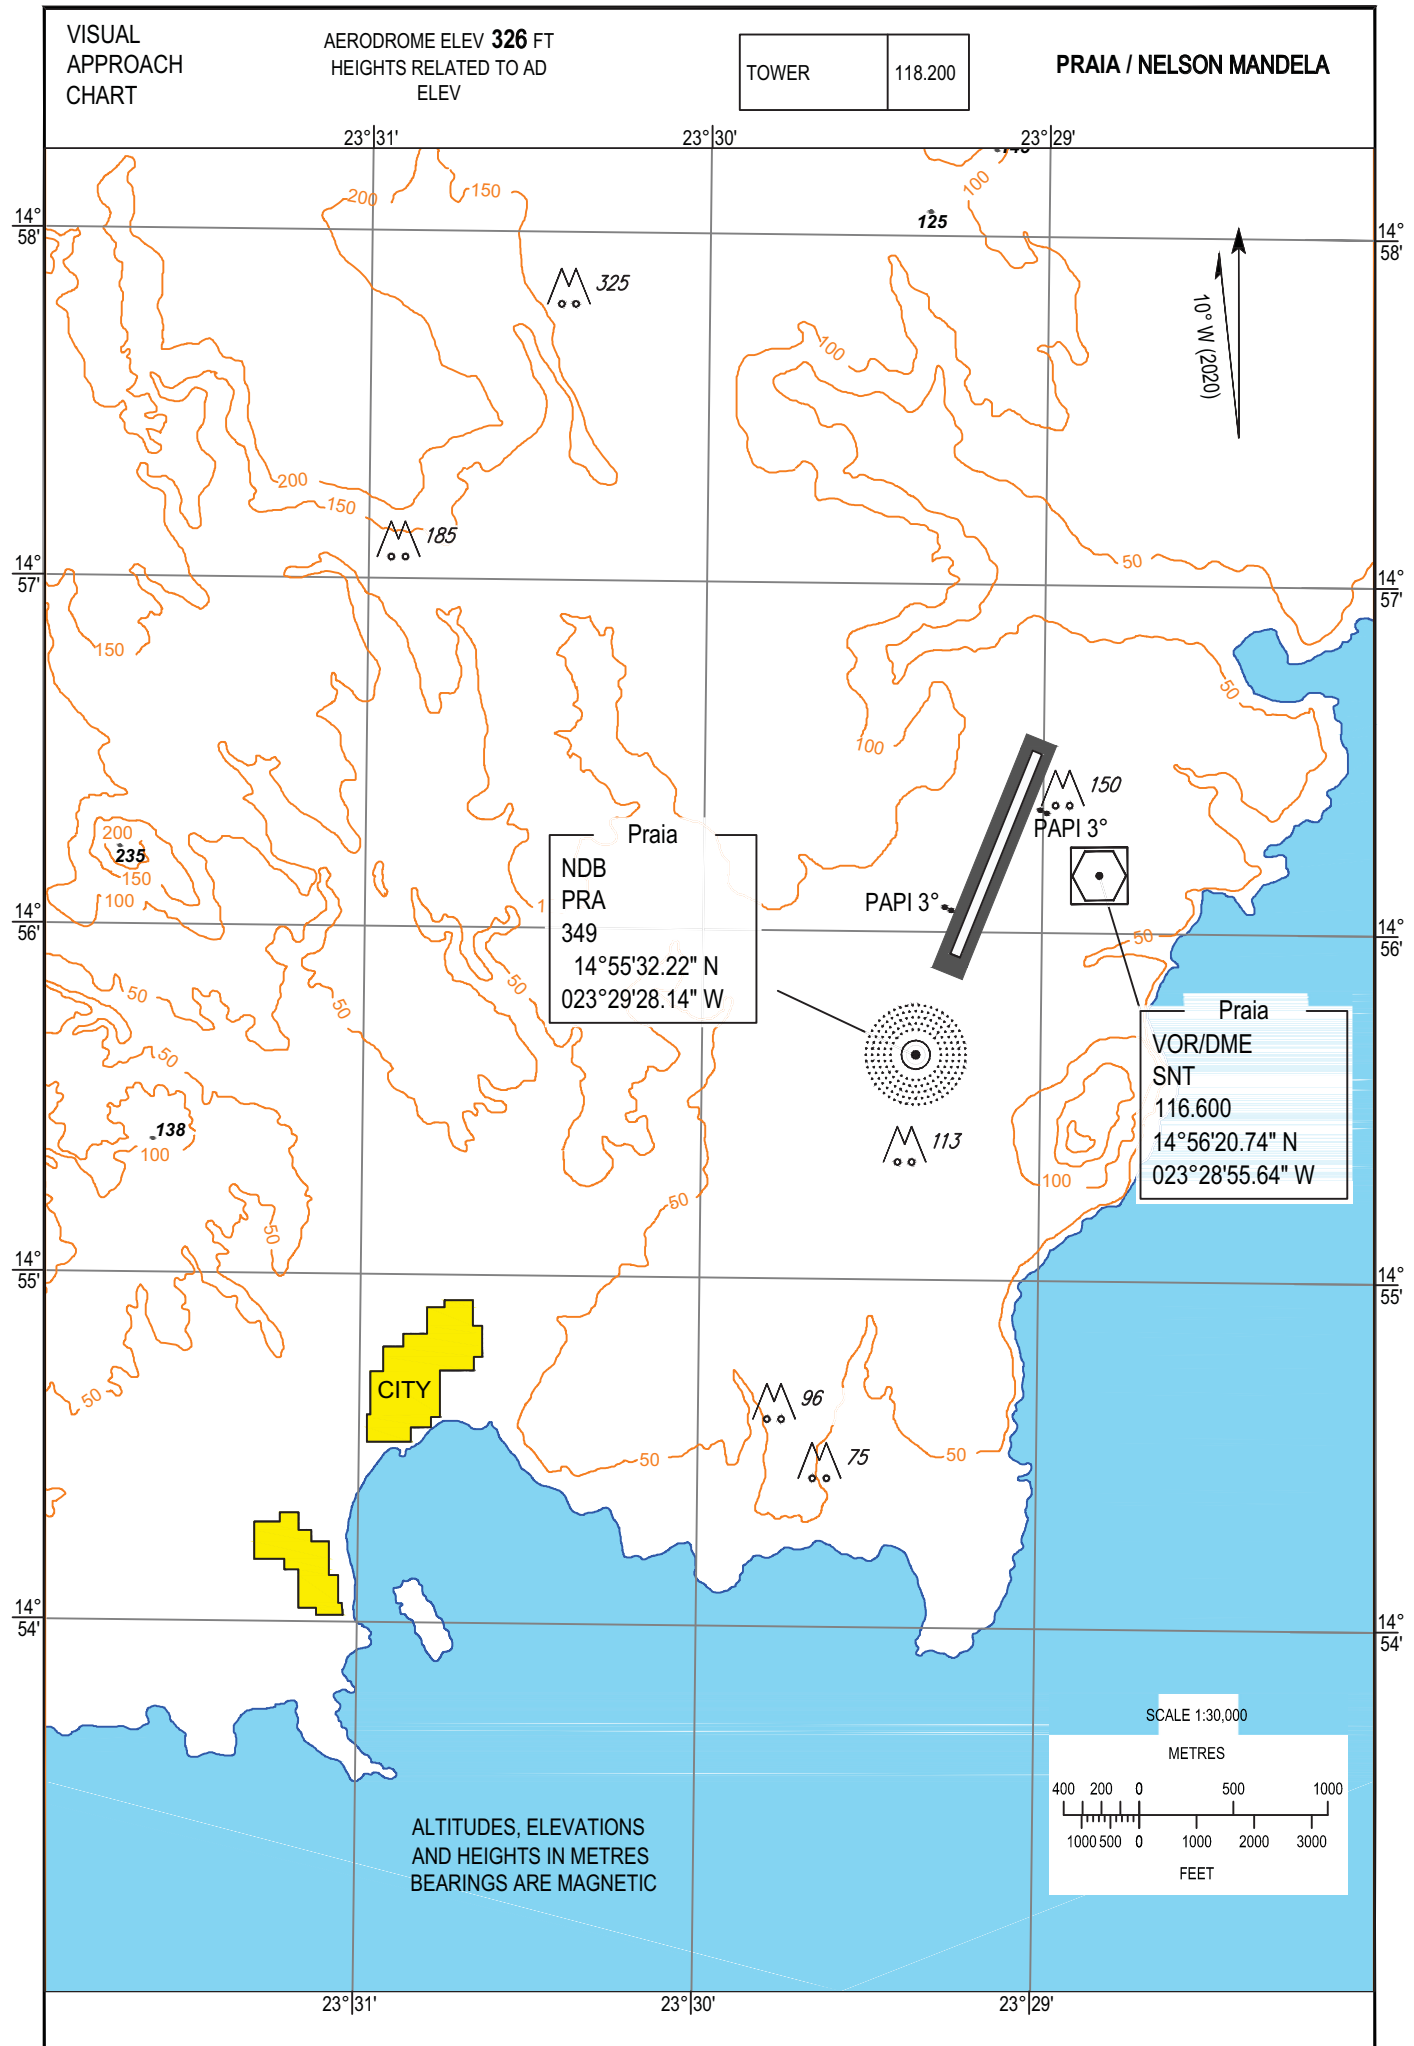 VISUAL
APPROACH
CHART
AERODROME ELEV 326 FT
HEIGHTS RELATED TO AD
ELEV
TOWER 118.200
PRAIA / NELSON MANDELA
23°31' 23°30' 23°29'
200 150 100
125
14° 58' 14° 58'
325
10° W (2020)
100
200
150
185
50
14° 57' 14° 57'
150
50
100
150
PAPI 3°
200
235
150
100
PAPI 3°
Praia
NDB
PRA
349
14°55'32.22" N
023°29'28.14" W
14° 56' 14° 56'
50
50
50
50
50
Praia
VOR/DME
SNT
116.600
14°56'20.74" N
023°28'55.64" W
138
100
113
100
50
50
14° 55' 14° 55'
50
CITY
96
75
50
50
14° 54' 14° 54'
SCALE 1:30,000
METRES
400 200 0 500 1000
1000 500 0 1000 2000 3000
FEET
ALTITUDES, ELEVATIONS
AND HEIGHTS IN METRES
BEARINGS ARE MAGNETIC
23°31' 23°30' 23°29'